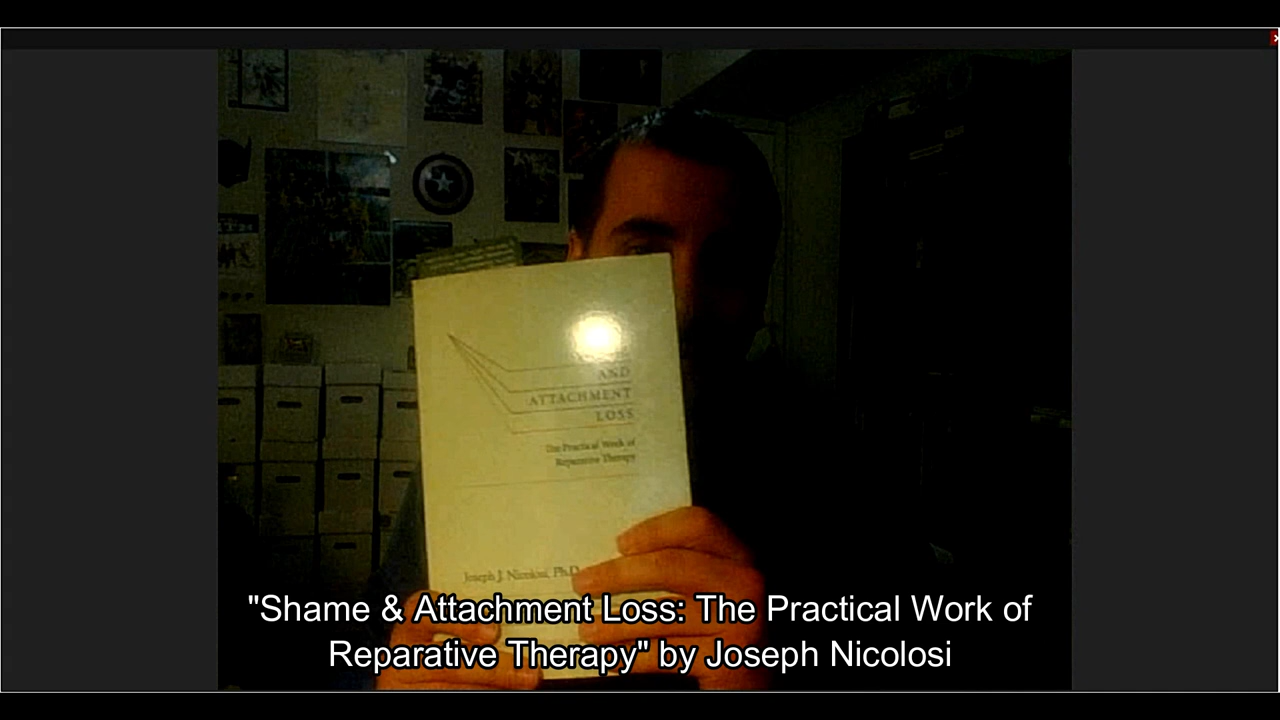 AND
ATTACHMENT
LOSS
The Practical Work of
Reparative Therapy
Joseph J. Nicolosi, Ph.D.
"Shame & Attachment Loss: The Practical Work of
Reparative Therapy" by Joseph Nicolosi